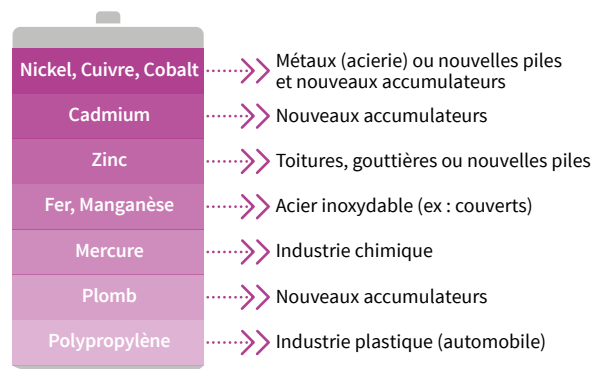 Nickel, Cuivre, Cobalt
Métaux (acierie) ou nouvelles piles
et nouveaux accumulateurs
Cadmium
Nouveaux accumulateurs
Zinc
Toitures, gouttières ou nouvelles piles
Fer, Manganèse
Acier inoxydable (ex : couverts)
Mercure
Industrie chimique
Plomb
Nouveaux accumulateurs
Polypropylène
Industrie plastique (automobile)